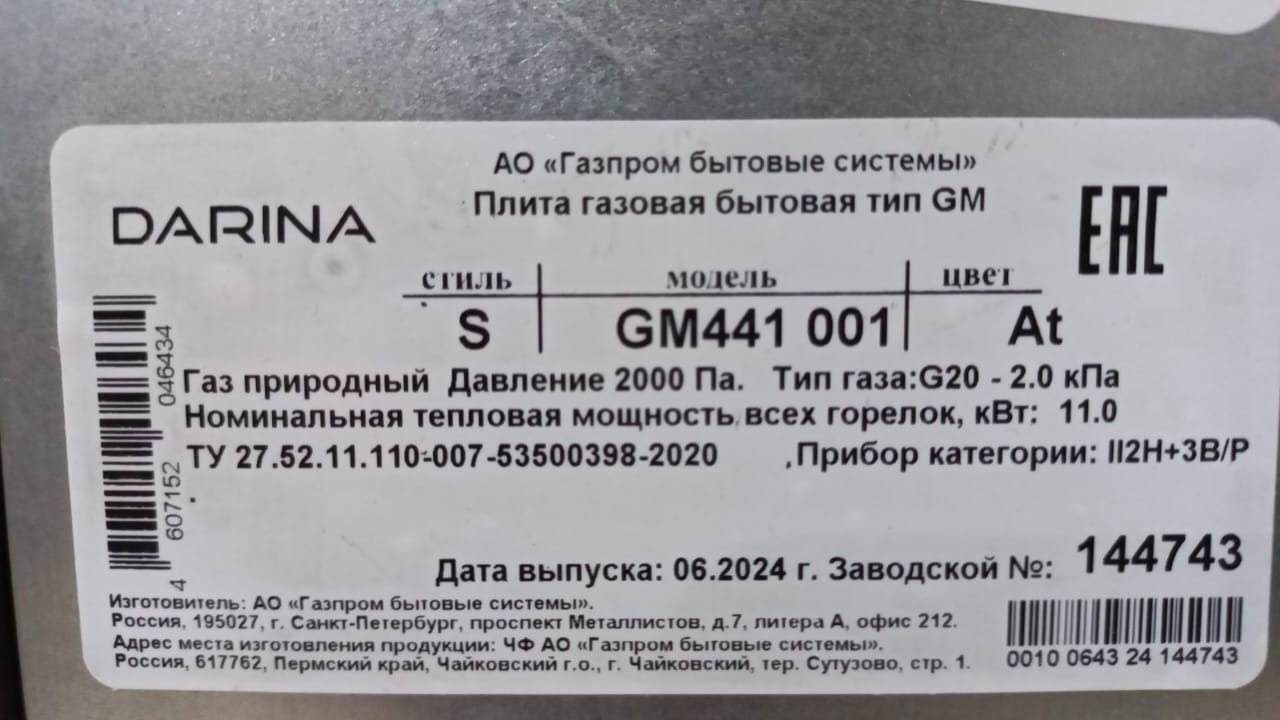 АО «Газпром бытовые системы»
Плита газовая бытовая тип GM
DARINA
EAC
стиль модель цвет
S GM441 001 At
Газ природный Давление 2000 Па. Тип газа:G20 - 2.0 кПа
Номинальная тепловая мощность всех горелок, кВт: 11.0
ТУ 27.52.11.110-007-53500398-2020 Прибор категории: II2H+3B/P
4 607152 046434
Дата выпуска: 06.2024 г. Заводской №: 144743
Изготовитель: АО «Газпром бытовые системы».
Россия, 195027, г. Санкт-Петербург, проспект Металлистов, д.7, литера А, офис 212.
Адрес места изготовления продукции: ЧФ АО «Газпром бытовые системы».
Россия, 617762, Пермский край, Чайковский г.о., г. Чайковский, тер. Сутузово, стр. 1.
0010 0643 24 144743